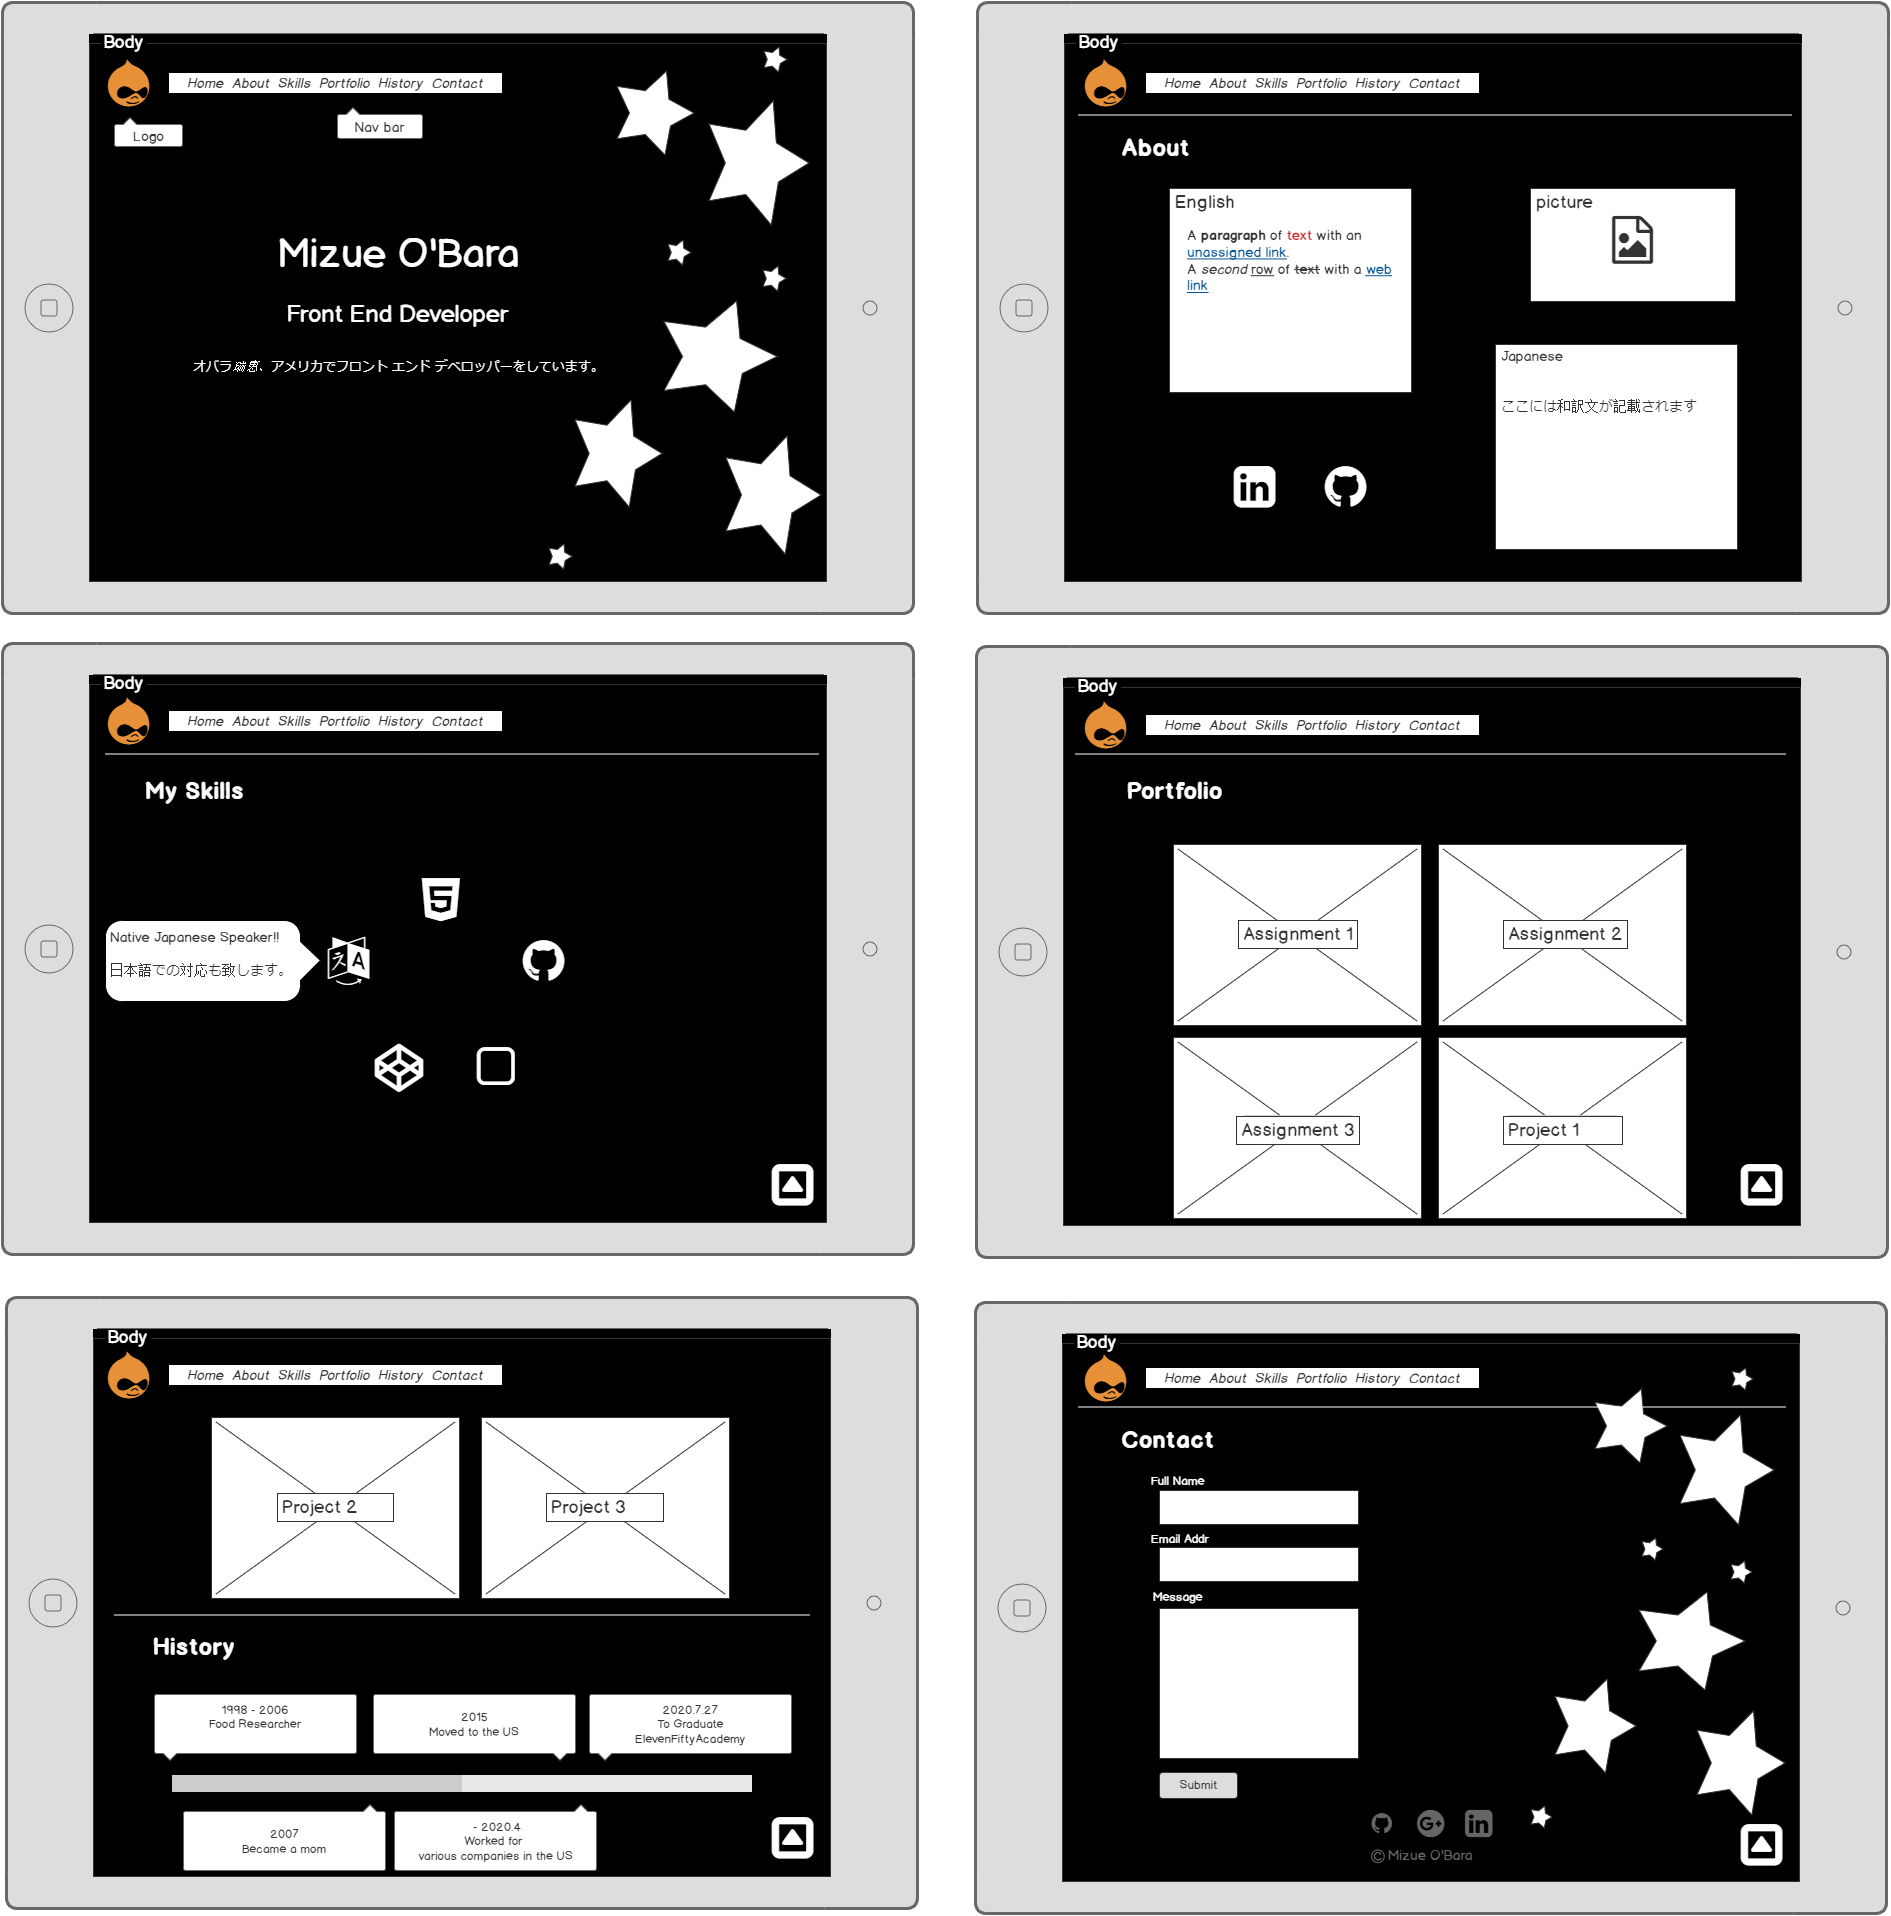 Body
Home About Skills Portfolio History Contact
Logo
Nav bar
Mizue O'Bara
Front End Developer
オバラ瑞恵、アメリカでフロント エンド デベロッパーをしています。
Body
Home About Skills Portfolio History Contact
About
English
A paragraph of text with an
unassigned link.
A second row of text with a web
link
picture
Japanese
ここには和訳文が記載されます
Body
Home About Skills Portfolio History Contact
My Skills
Native Japanese Speaker!!
日本語での対応も致します。
Body
Home About Skills Portfolio History Contact
Portfolio
Assignment 1
Assignment 2
Assignment 3
Project 1
Body
Home About Skills Portfolio History Contact
Project 2
Project 3
History
1998 - 2006
Food Researcher
2015
Moved to the US
2020.7.27
To Graduate
ElevenFiftyAcademy
2007
Became a mom
- 2020.4
Worked for
various companies in the US
Body
Home About Skills Portfolio History Contact
Contact
Full Name
Email Addr
Message
Submit
© Mizue O'Bara